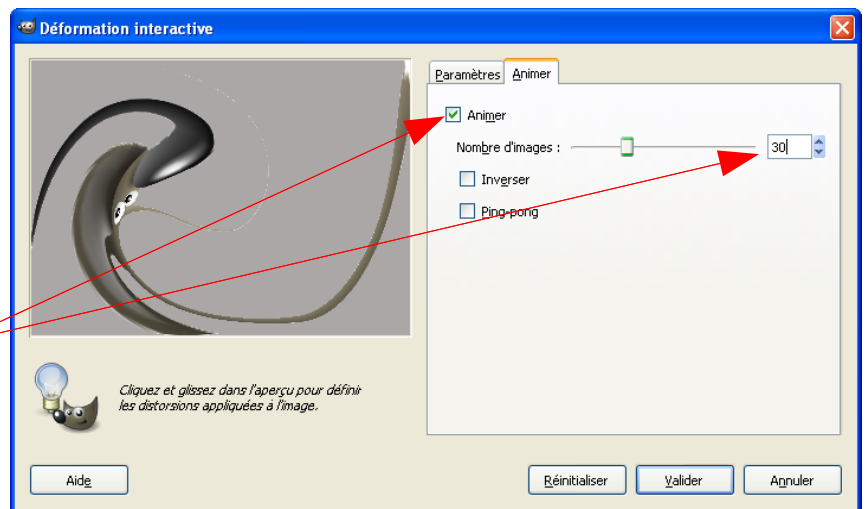 Déformation interactive
Paramètres Animer
Animer
Nombre d'images : 30
Inverser
Ping-pong
Cliquez et glissez dans l'aperçu pour définir
les distorsions appliquées à l'image.
Aide Réinitialiser Valider Annuler